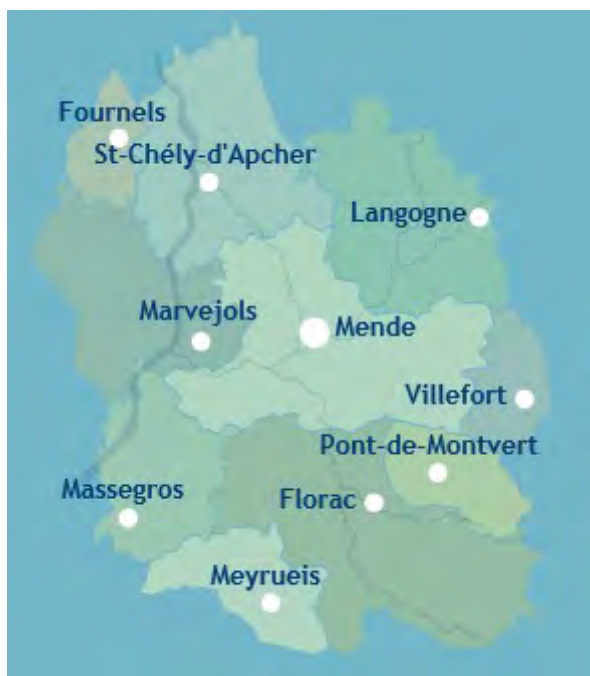 Fournels
St-Chély-d'Apcher
Langogne
Marvejols
Mende
Villefort
Pont-de-Montvert
Massegros
Florac
Meyrueis